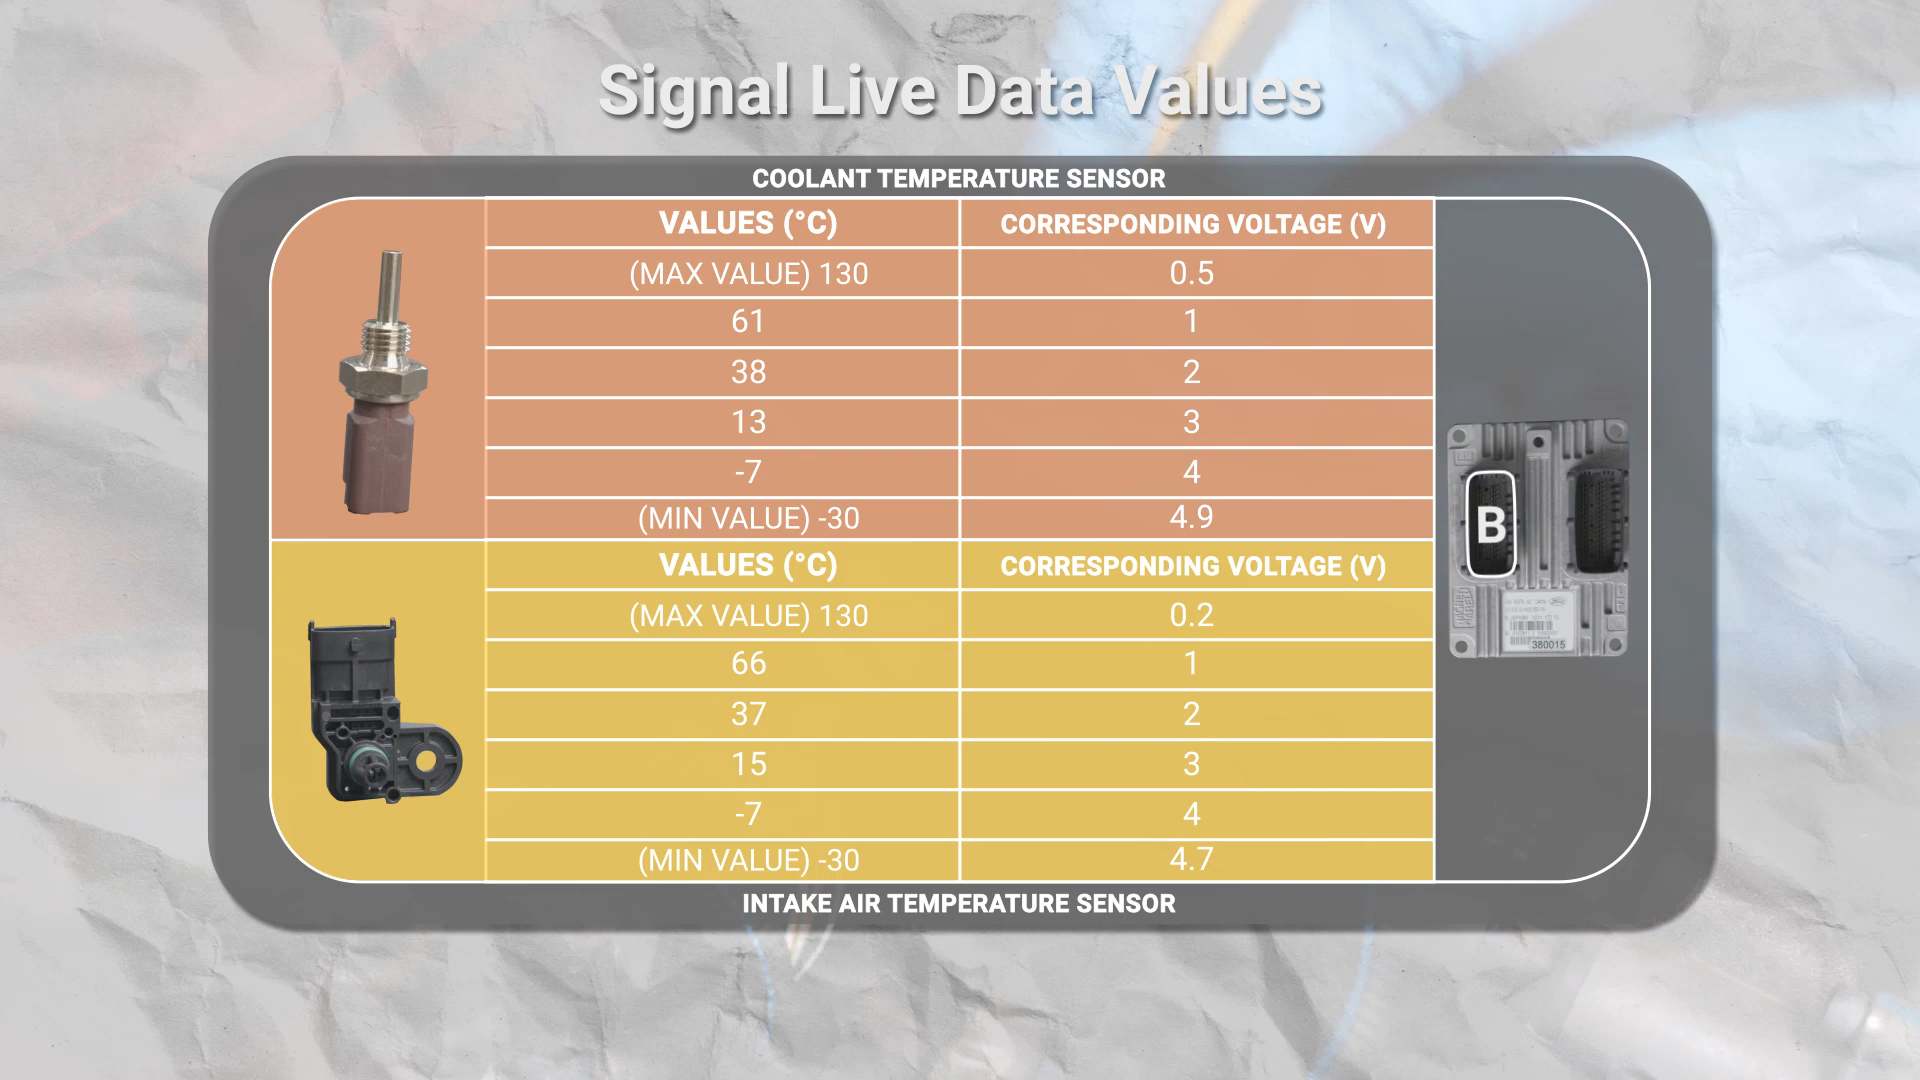 Signal Live Data Values
COOLANT TEMPERATURE SENSOR
VALUES (°C) CORRESPONDING VOLTAGE (V)
(MAX VALUE) 130 0.5
61 1
38 2
13 3
-7 4
(MIN VALUE) -30 4.9
VALUES (°C) CORRESPONDING VOLTAGE (V)
(MAX VALUE) 130 0.2
66 1
37 2
15 3
-7 4
(MIN VALUE) -30 4.7
INTAKE AIR TEMPERATURE SENSOR
B
380015